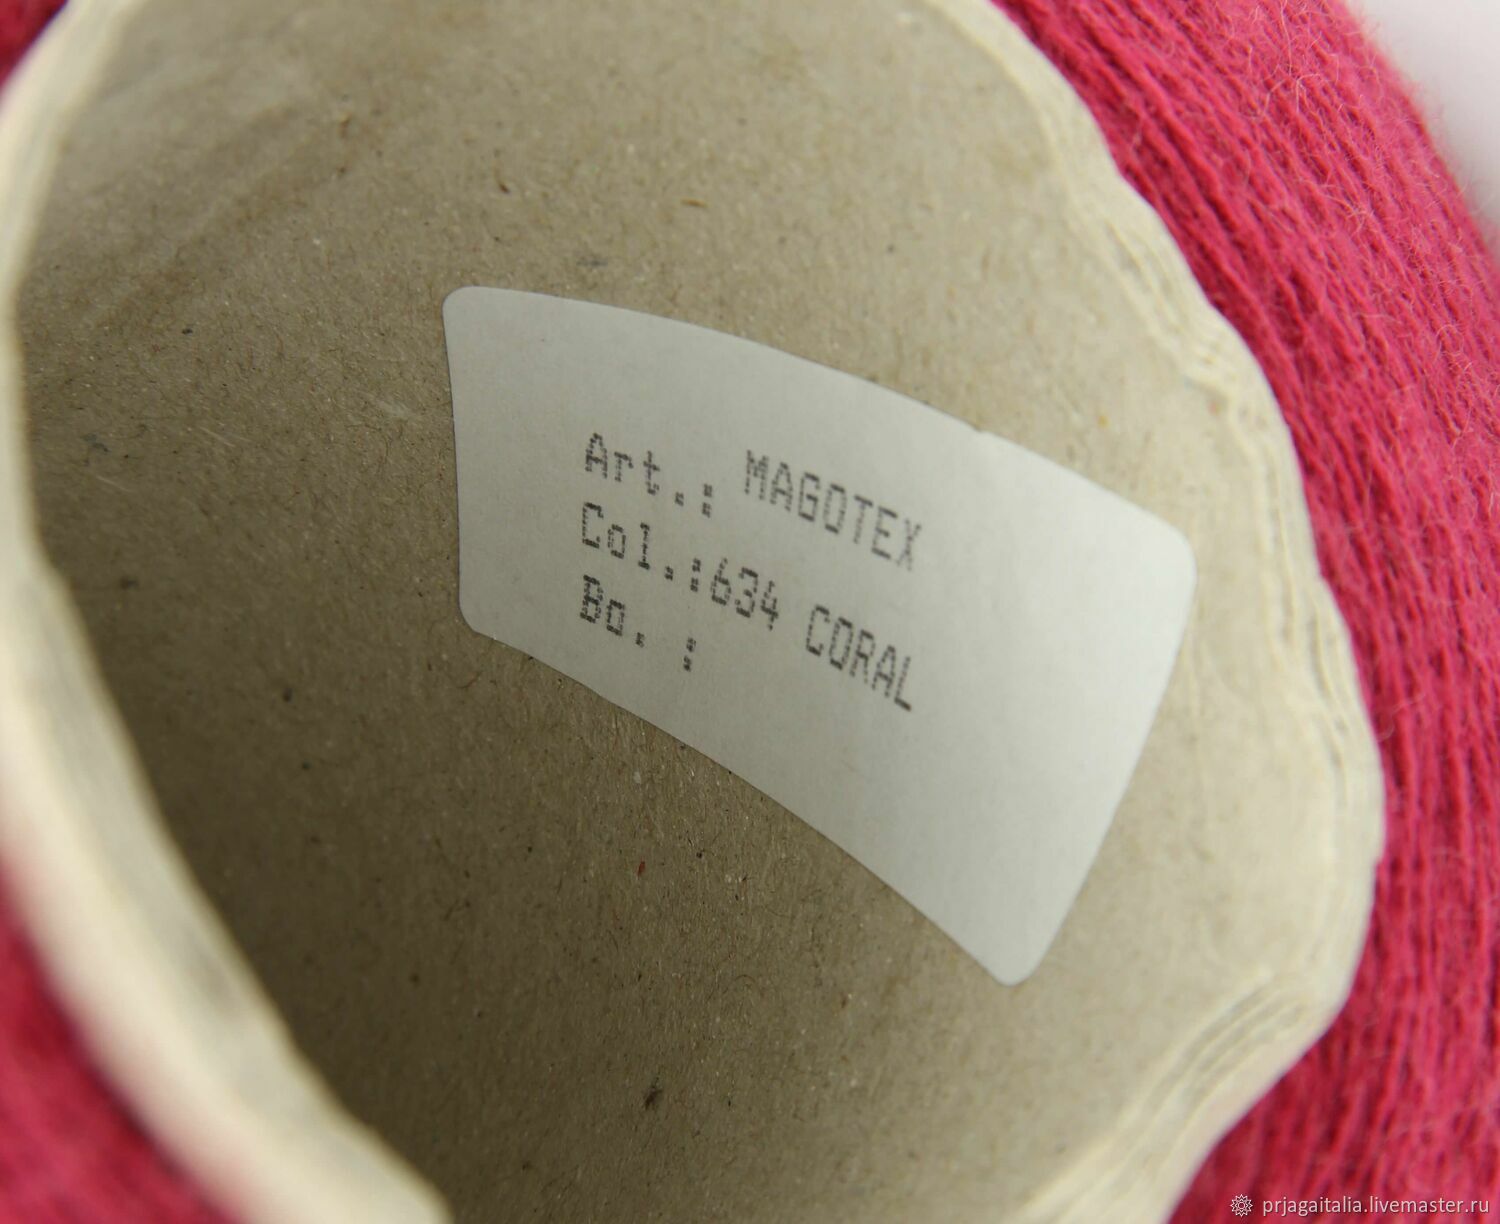 Art.: MAGOTEX
Col.:634 CORAL
Bo. :
prjagaitalia.livemaster.ru